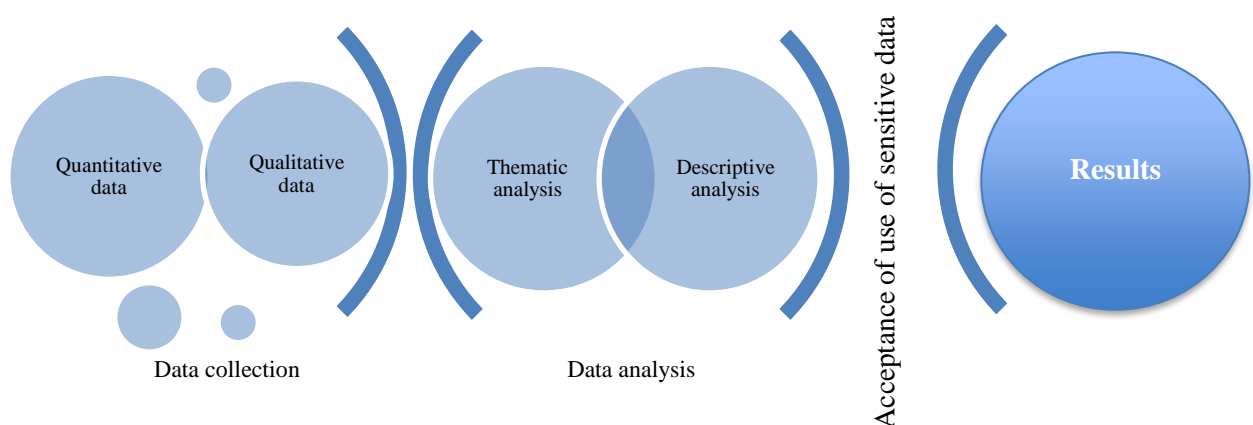 Quantitative
data
Qualitative
data
Thematic
analysis
Descriptive
analysis
Acceptance of use of sensitive data
Results
Data collection
Data analysis